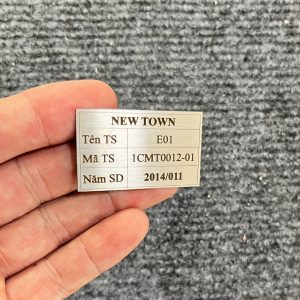 NEW TOWN
Tên TS E01
Mã TS 1CMT0012-01
Năm SD 2014/011